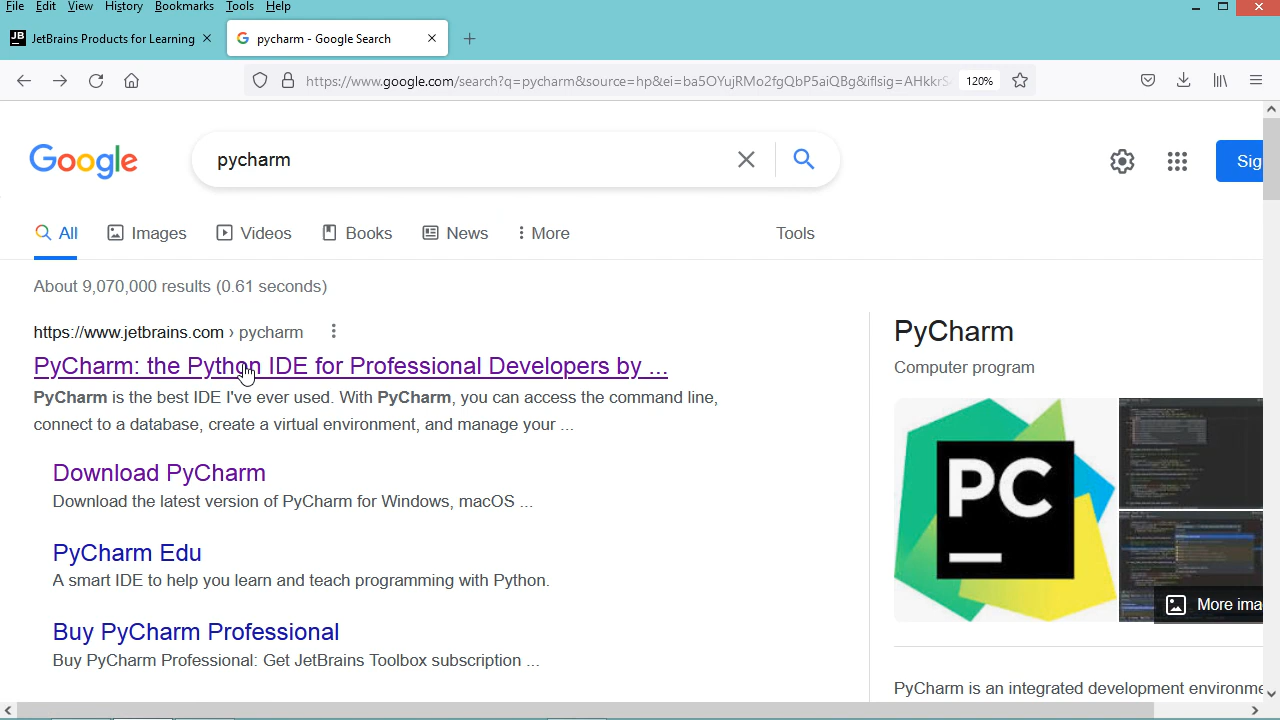 File Edit View History Bookmarks Tools Help
JB JetBrains Products for Learning
pycharm - Google Search
https://www.google.com/search?q=pycharm&source=hp&ei=ba5OYujRMo2fgQbP5aiQBg&iflsig=AHkkrS
120%
Google
pycharm
Sig
All Images Videos Books News More Tools
About 9,070,000 results (0.61 seconds)
https://www.jetbrains.com › pycharm
PyCharm: the Python IDE for Professional Developers by ...
PyCharm is the best IDE I've ever used. With PyCharm, you can access the command line,
connect to a database, create a virtual environment, and manage your ...
Download PyCharm
Download the latest version of PyCharm for Windows, macOS ...
PyCharm Edu
A smart IDE to help you learn and teach programming with Python.
Buy PyCharm Professional
Buy PyCharm Professional: Get JetBrains Toolbox subscription ...
PyCharm
Computer program
PC
More ima
PyCharm is an integrated development environme